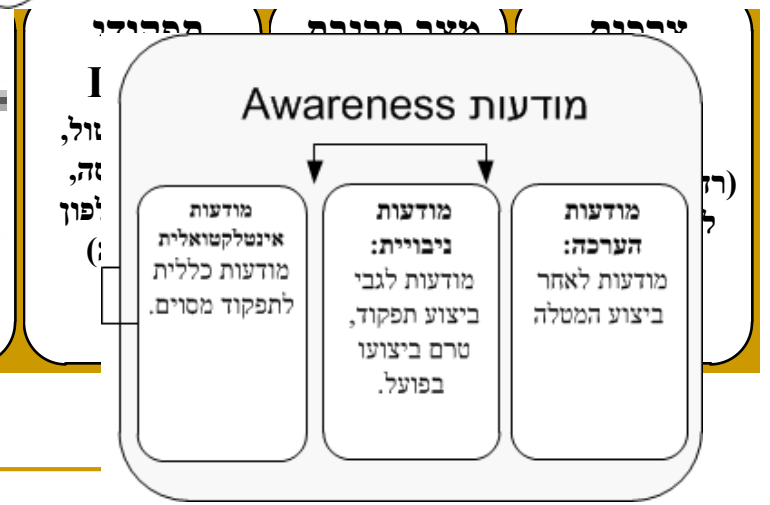 מודעות Awareness
מודעות
הערכה:
מודעות לאחר
ביצוע המטלה
מודעות
ניבויית:
מודעות לגבי
ביצוע תפקוד,
טרם ביצועו
בפועל.
מודעות
אינטלקטואלית
מודעות כללית
לתפקוד מסוים.